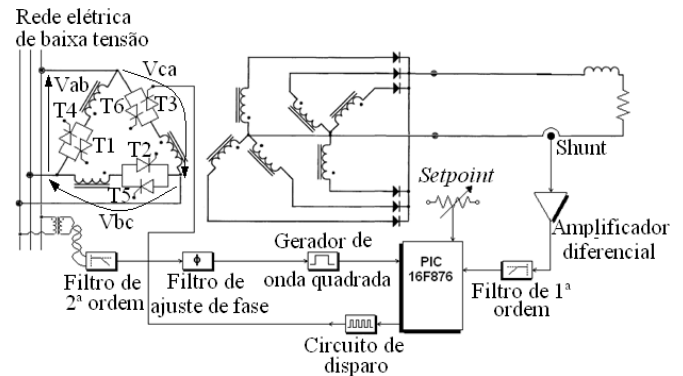 Rede elétrica
de baixa tensão
Vab
Vca
T4
T6
T3
T1
T2
T5
Vbc
Shunt
Setpoint
Amplificador
diferencial
Gerador de
onda quadrada
PIC
16F876
Filtro de
2ª ordem
Φ
Filtro de
ajuste de fase
Filtro de 1ª
ordem
Circuito de
disparo